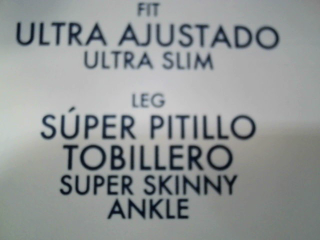 FIT
ULTRA AJUSTADO
ULTRA SLIM
LEG
SÚPER PITILLO
TOBILLERO
SUPER SKINNY
ANKLE